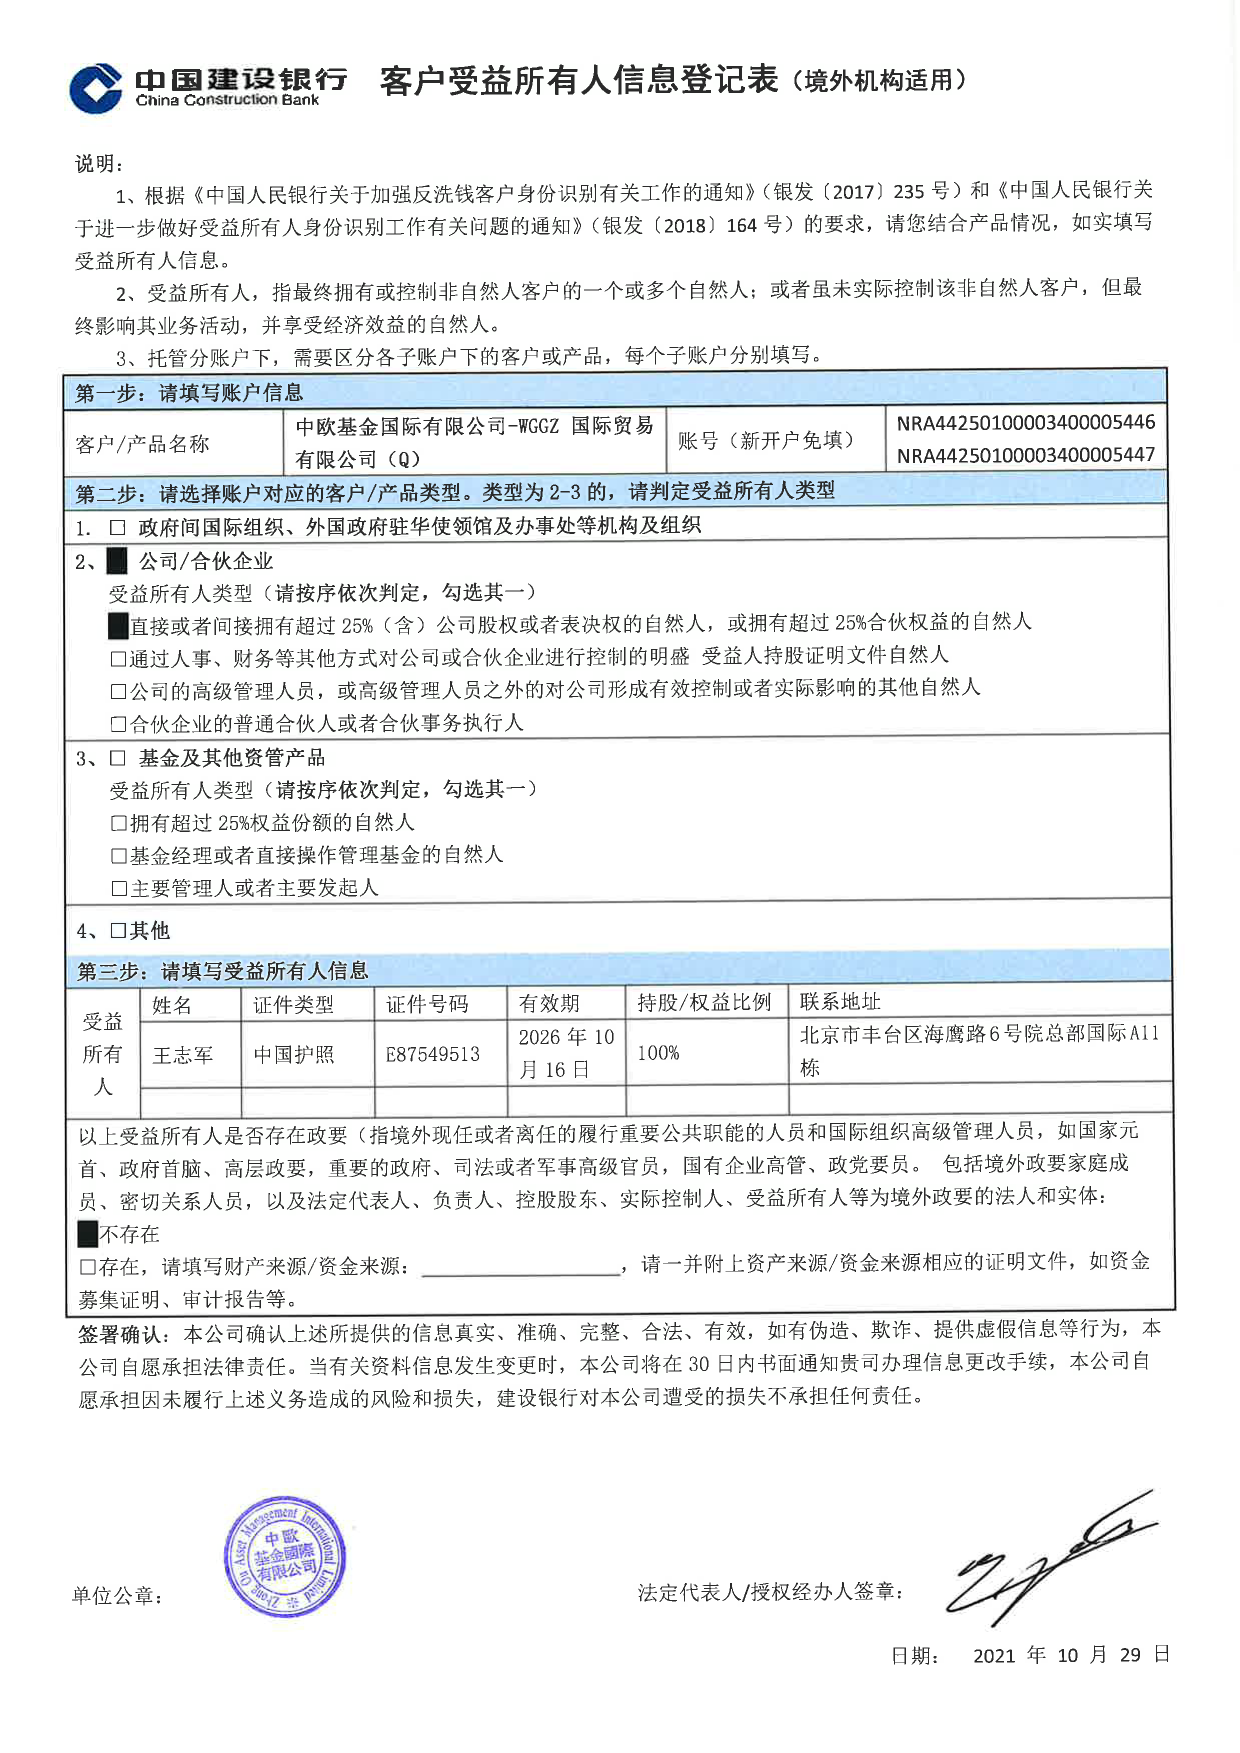 中国建设银行 客户受益所有人信息登记表（境外机构适用）
China Construction Bank
说明：
1、根据《中国人民银行关于加强反洗钱客户身份识别有关工作的通知》（银发〔2017〕235 号）和《中国人民银行关
于进一步做好受益所有人身份识别工作有关问题的通知》（银发〔2018〕164 号）的要求，请您结合产品情况，如实填写
受益所有人信息。
2、受益所有人，指最终拥有或控制非自然人客户的一个或多个自然人；或者虽未实际控制该非自然人客户，但最
终影响其业务活动，并享受经济效益的自然人。
3、托管分账户下，需要区分各子账户下的客户或产品，每个子账户分别填写。
第一步：请填写账户信息
客户/产品名称
中欧基金国际有限公司-WGGZ 国际贸易
有限公司（Q）
账号（新开户免填）
NRA44250100003400005446
NRA44250100003400005447
第二步：请选择账户对应的客户/产品类型。类型为 2-3 的，请判定受益所有人类型
1. □ 政府间国际组织、外国政府驻华使领馆及办事处等机构及组织
2、■ 公司/合伙企业
受益所有人类型（请按序依次判定，勾选其一）
■直接或者间接拥有超过 25%（含）公司股权或者表决权的自然人，或拥有超过 25%合伙权益的自然人
□通过人事、财务等其他方式对公司或合伙企业进行控制的明盛 受益人持股证明文件自然人
□公司的高级管理人员，或高级管理人员之外的对公司形成有效控制或者实际影响的其他自然人
□合伙企业的普通合伙人或者合伙事务执行人
3、□ 基金及其他资管产品
受益所有人类型（请按序依次判定，勾选其一）
□拥有超过 25%权益份额的自然人
□基金经理或者直接操作管理基金的自然人
□主要管理人或者主要发起人
4、□其他
第三步：请填写受益所有人信息
受益
所有
人
姓名 证件类型 证件号码 有效期 持股/权益比例 联系地址
王志军 中国护照 E87549513
2026 年 10
月 16 日
100%
北京市丰台区海鹰路6号院总部国际A11
栋
以上受益所有人是否存在政要（指境外现任或者离任的履行重要公共职能的人员和国际组织高级管理人员，如国家元
首、政府首脑、高层政要，重要的政府、司法或者军事高级官员，国有企业高管、政党要员。 包括境外政要家庭成
员、密切关系人员，以及法定代表人、负责人、控股股东、实际控制人、受益所有人等为境外政要的法人和实体：
■不存在
□存在，请填写财产来源/资金来源：____________________，请一并附上资产来源/资金来源相应的证明文件，如资金
募集证明、审计报告等。
签署确认：本公司确认上述所提供的信息真实、准确、完整、合法、有效，如有伪造、欺诈、提供虚假信息等行为，本
公司自愿承担法律责任。当有关资料信息发生变更时，本公司将在 30 日内书面通知贵司办理信息更改手续，本公司自
愿承担因未履行上述义务造成的风险和损失，建设银行对本公司遭受的损失不承担任何责任。
Zhong Ou Asset Management International Limited
中歐
基金國際
有限公司
单位公章：
法定代表人/授权经办人签章：
日期： 2021 年 10 月 29 日